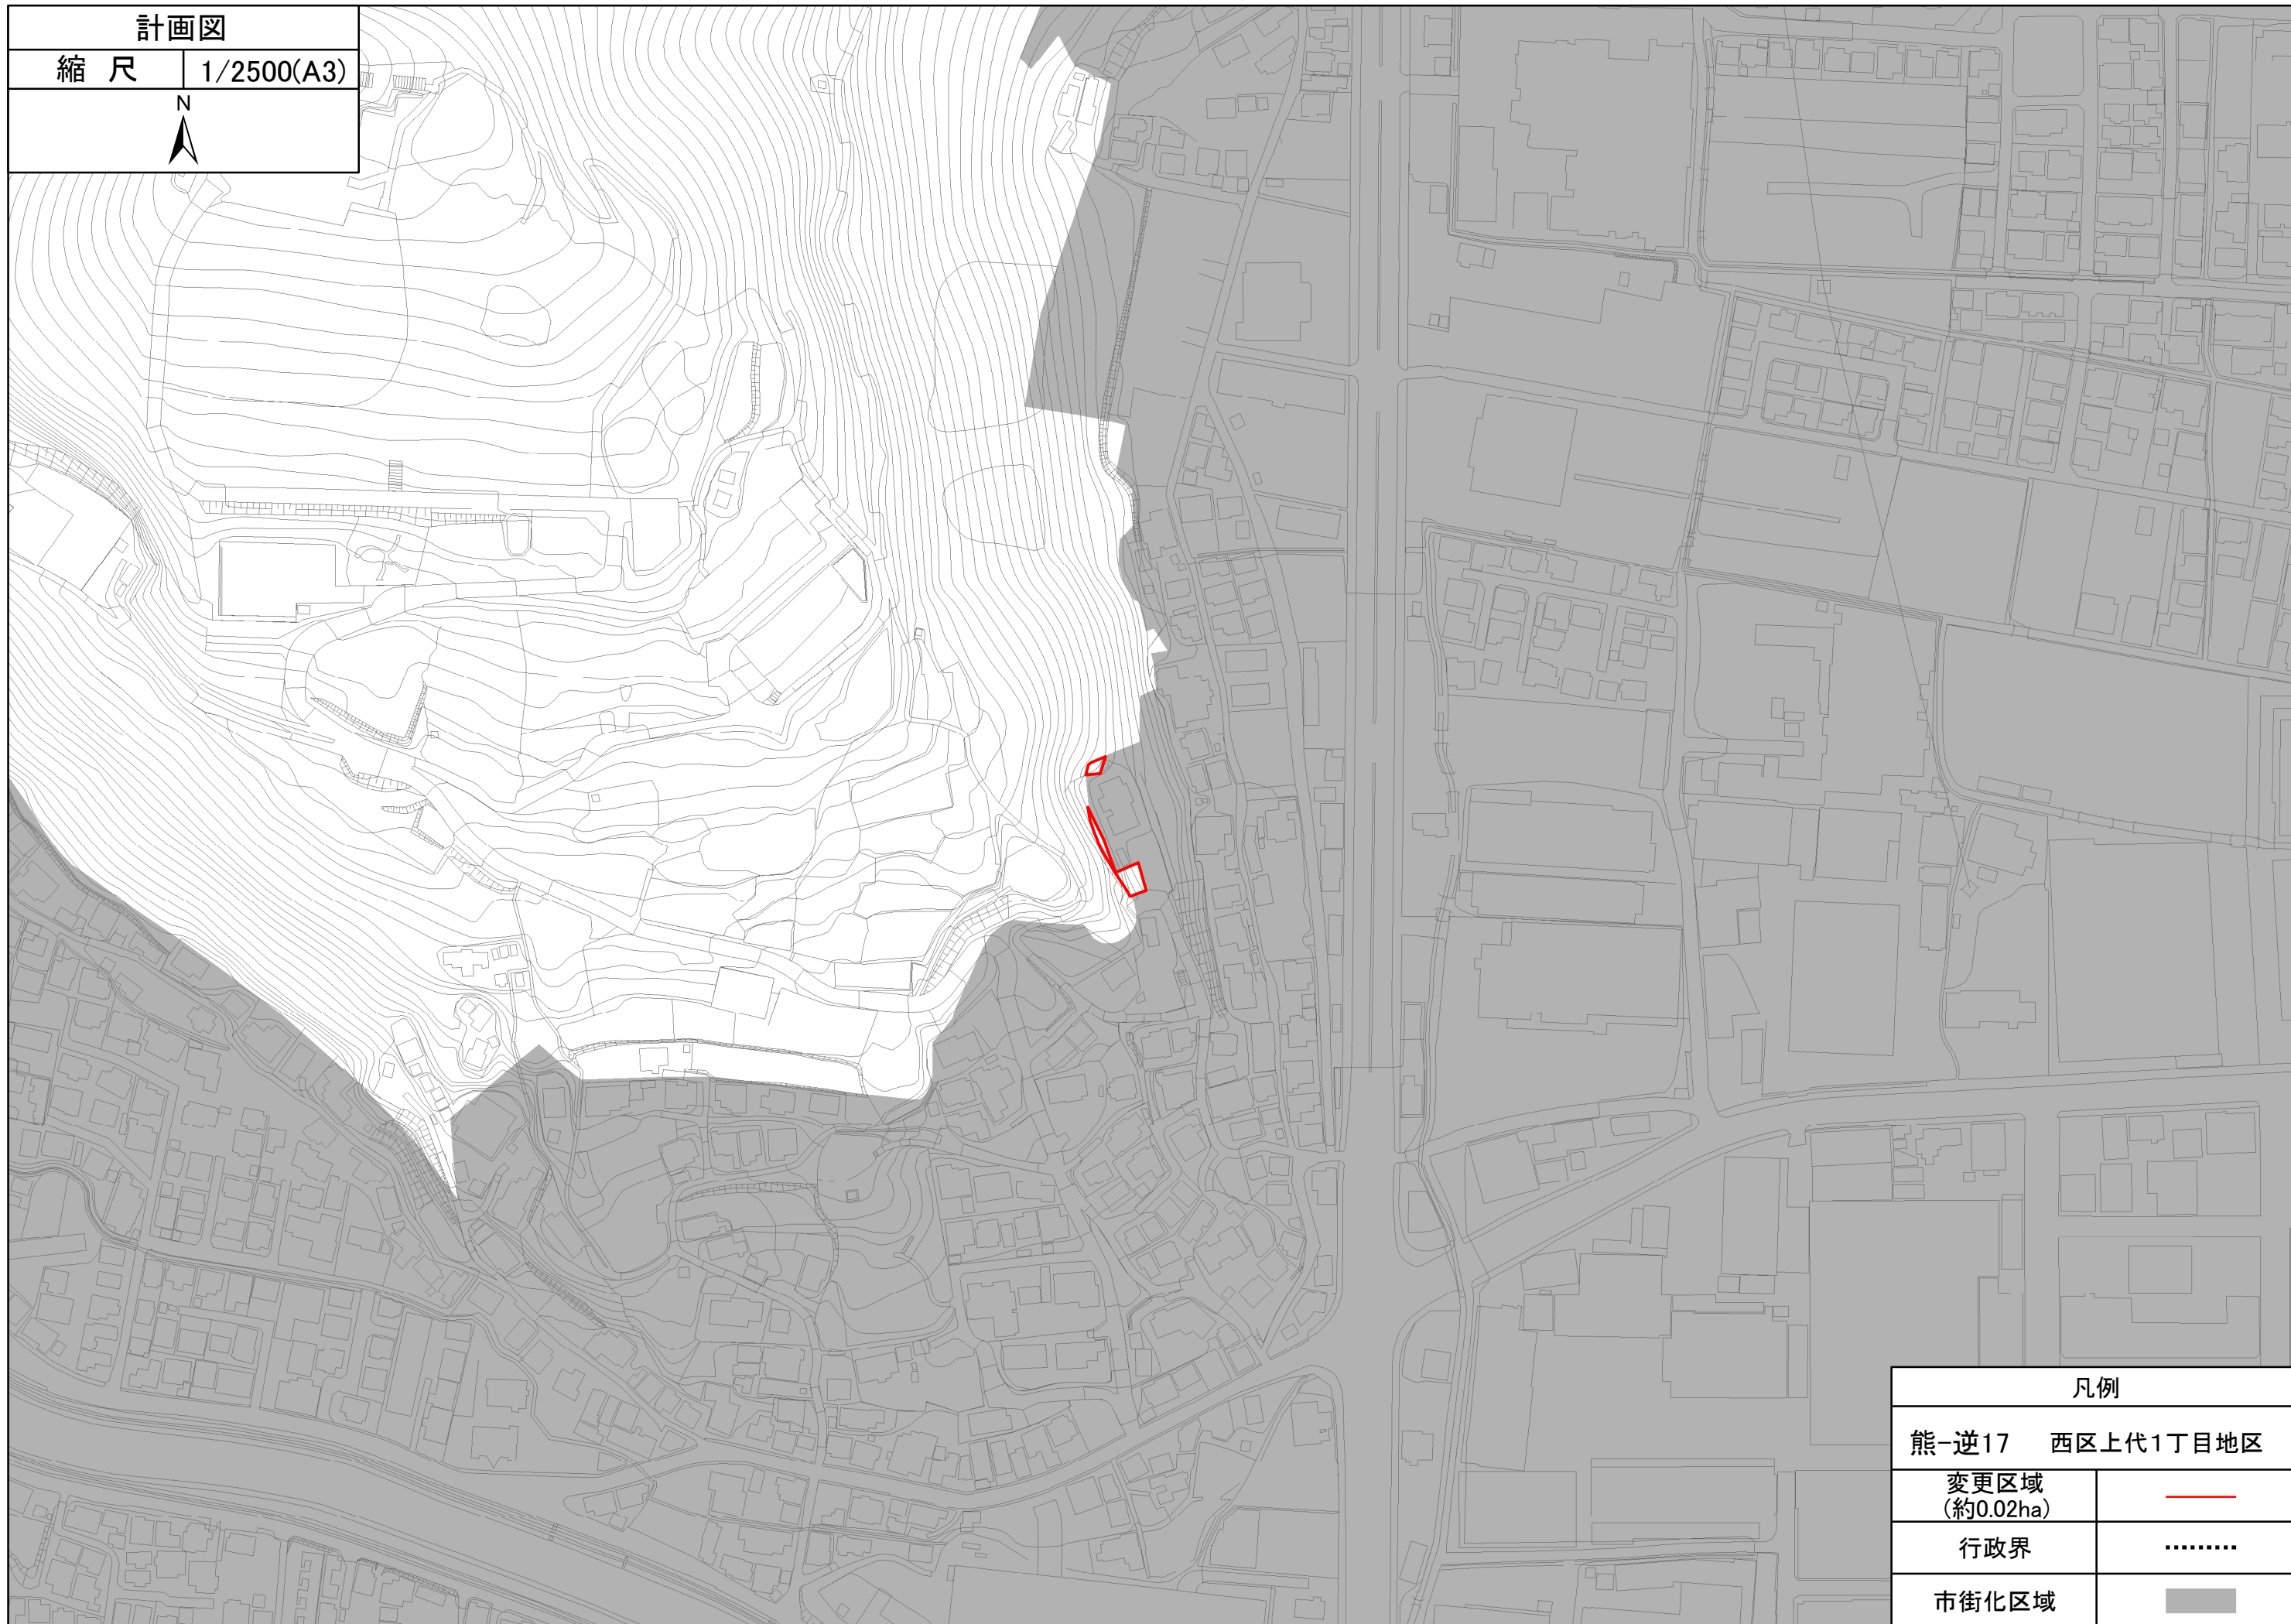 計画図
縮 尺 1/2500(A3)
N
凡例
熊-逆17 西区上代1丁目地区
変更区域
(約0.02ha)
行政界
市街化区域